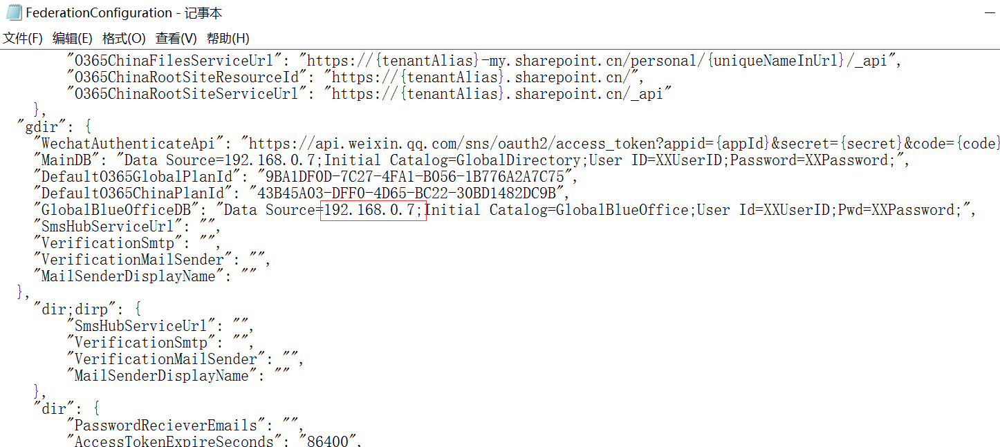 FederationConfiguration - 记事本
文件(F) 编辑(E) 格式(O) 查看(V) 帮助(H)
"O365ChinaFilesServiceUrl": "https://{tenantAlias}-my.sharepoint.cn/personal/{uniqueNameInUrl}/_api",
"O365ChinaRootSiteResourceId": "https://{tenantAlias}.sharepoint.cn/",
"O365ChinaRootSiteServiceUrl": "https://{tenantAlias}.sharepoint.cn/_api"
},
"gdir": {
"WechatAuthenticateApi": "https://api.weixin.qq.com/sns/oauth2/access_token?appid={appId}&secret={secret}&code={code}
"MainDB": "Data Source=192.168.0.7;Initial Catalog=GlobalDirectory;User ID=XXUserID;Password=XXPassword;",
"DefaultO365GlobalPlanId": "9BA1DF0D-7C27-4FA1-B056-1B776A2A7C75",
"DefaultO365ChinaPlanId": "43B45A03-DFF0-4D65-BC22-30BD1482DC9B",
"GlobalBlueOfficeDB": "Data Source=192.168.0.7;Initial Catalog=GlobalBlueOffice;User Id=XXUserID;Pwd=XXPassword;",
"SmsHubServiceUrl": "",
"VerificationSmtp": "",
"VerificationMailSender": "",
"MailSenderDisplayName": ""
},
"dir;dirp": {
"SmsHubServiceUrl": "",
"VerificationSmtp": "",
"VerificationMailSender": "",
"MailSenderDisplayName": ""
},
"dir": {
"PasswordRecieverEmails": "",
"AccessTokenExpireSeconds": "86400",